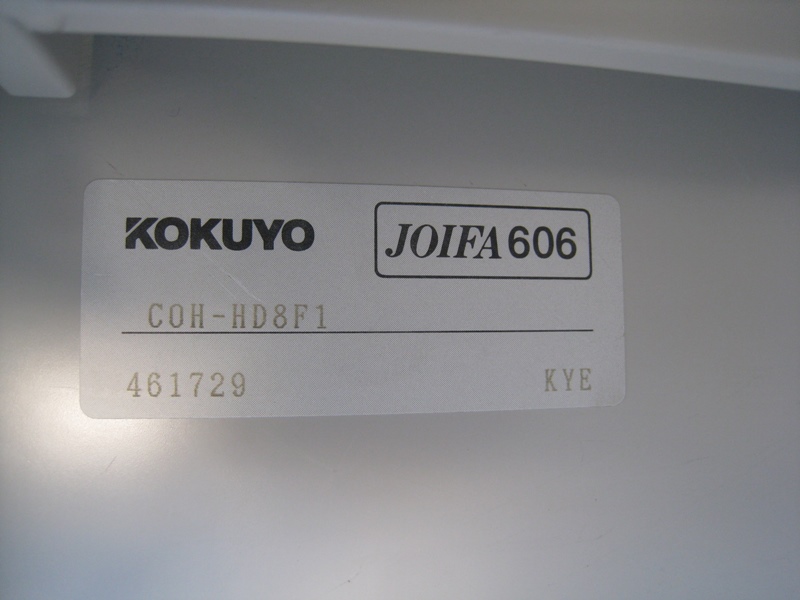 KOKUYO
JOIFA 606
COH-HD8F1
461729 KYE